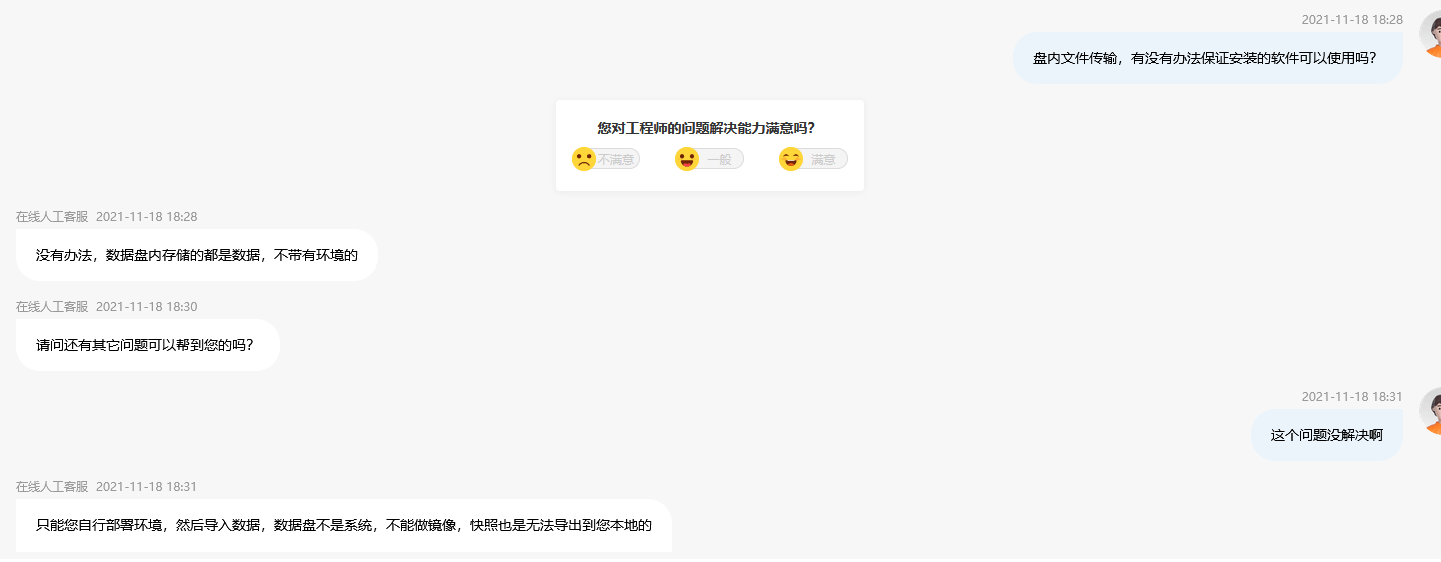 2021-11-18 18:28
盘内文件传输，有没有办法保证安装的软件可以使用吗？
您对工程师的问题解决能力满意吗？
不满意 一般 满意
在线人工客服 2021-11-18 18:28
没有办法，数据盘内存储的都是数据，不带有环境的
在线人工客服 2021-11-18 18:30
请问还有其它问题可以帮到您的吗？
2021-11-18 18:31
这个问题没解决啊
在线人工客服 2021-11-18 18:31
只能您自行部署环境，然后导入数据，数据盘不是系统，不能做镜像，快照也是无法导出到您本地的